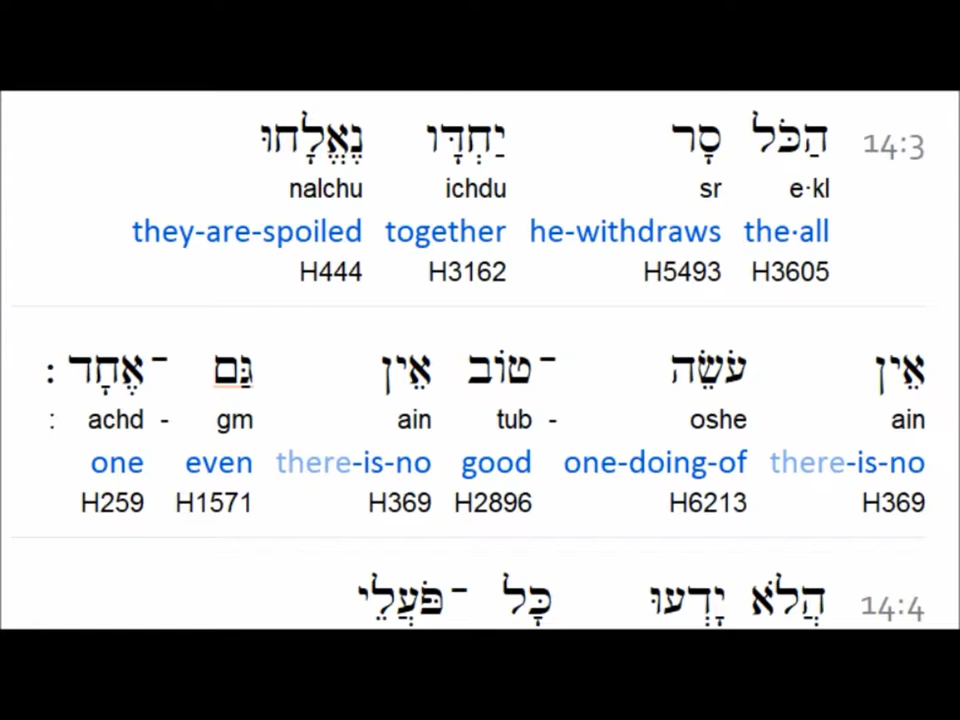 14:3 הַכֹּל סָר יַחְדָּו נֶאֱלָחוּ
nalchu ichdu sr e·kl
they-are-spoiled together he-withdraws the·all
H444 H3162 H5493 H3605
אֵין עֹשֵׂה־ טוֹב אֵין גַּם־ אֶחָד :
: achd - gm ain tub - oshe ain
one even there-is-no good one-doing-of there-is-no
H259 H1571 H369 H2896 H6213 H369
14:4 הֲלֹא יָדְעוּ כָּל־ פֹּעֲלֵי